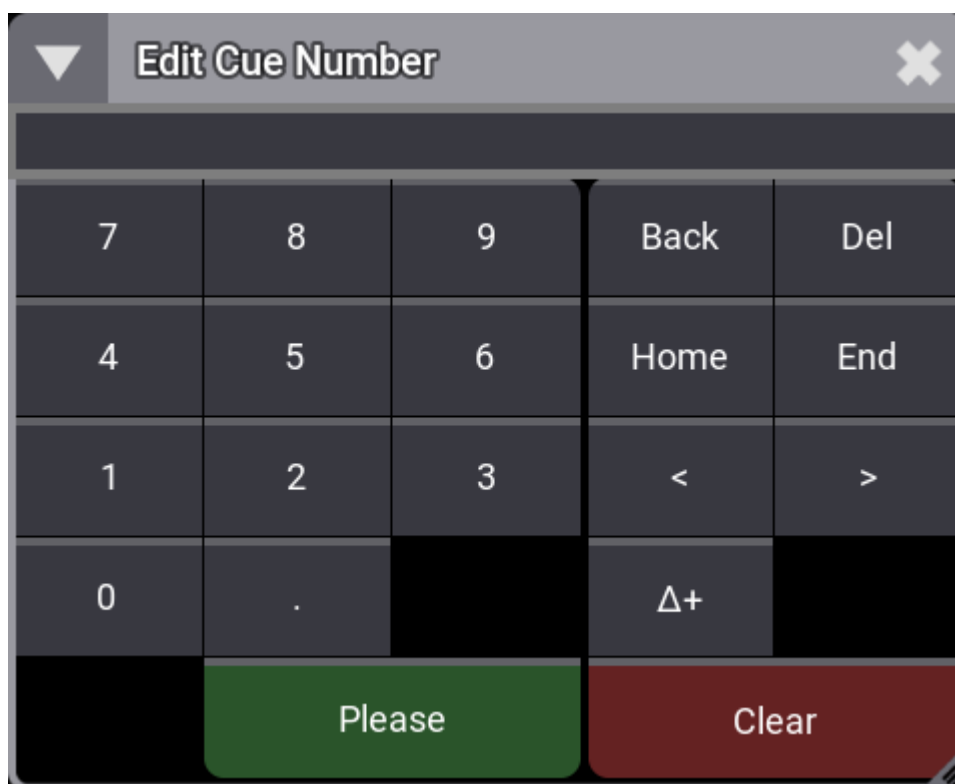 Edit Cue Number
7 8 9 Back Del
4 5 6 Home End
1 2 3 < >
0 . Δ+
Please Clear